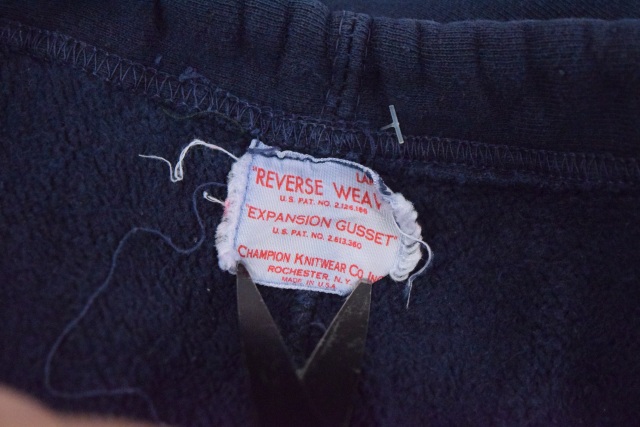 "REVERSE WEAV
U.S. PAT. NO. 2.126.186
"EXPANSION GUSSET"
U.S. PAT. NO. 2.613.360
CHAMPION KNITWEAR CO. INC
ROCHESTER, N.Y.
MADE IN U.S.A.